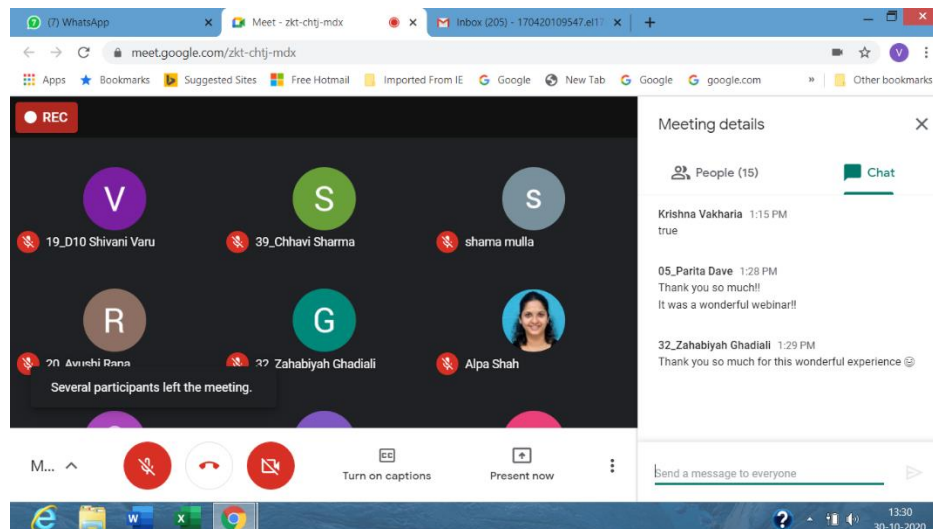 (7) WhatsApp
Meet - zkt-chtj-mdx
Inbox (205) - 170420109547.el17
meet.google.com/zkt-chtj-mdx
V
Apps
Bookmarks
Suggested Sites
Free Hotmail
Imported From IE
Google
New Tab
Google
google.com
»
Other bookmarks
REC
V
19_D10 Shivani Varu
S
39_Chhavi Sharma
s
shama mulla
R
20_Ayushi Rana
G
32_Zahabiyah Ghadiali
Alpa Shah
Several participants left the meeting.
M...
CC
Turn on captions
Present now
Meeting details
People (15)
Chat
Krishna Vakharia 1:15 PM
true
05_Parita Dave 1:28 PM
Thank you so much!!
It was a wonderful webinar!!
32_Zahabiyah Ghadiali 1:29 PM
Thank you so much for this wonderful experience 😄
Send a message to everyone
13:30
30-10-2020